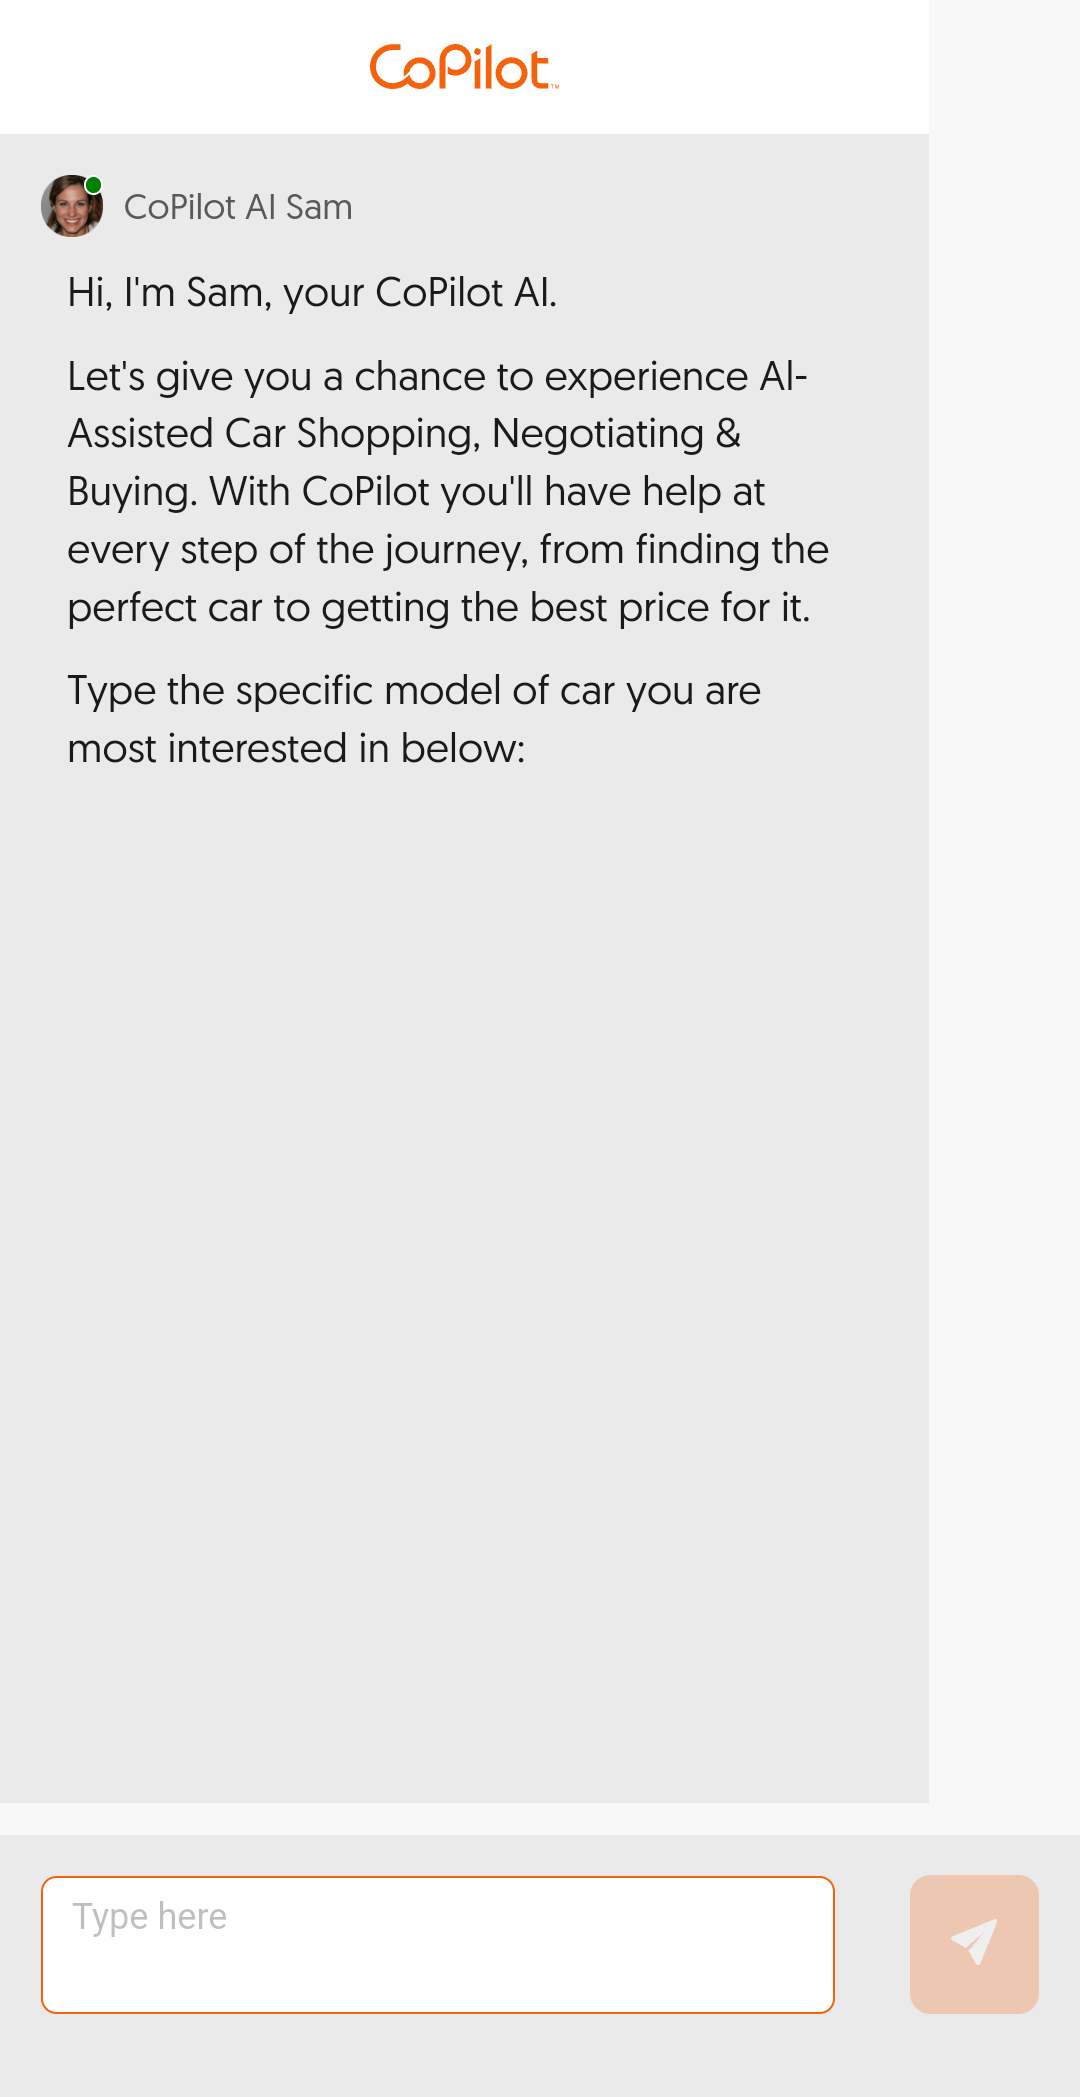 CoPilot™
CoPilot AI Sam
Hi, I'm Sam, your CoPilot AI.
Let's give you a chance to experience AI-
Assisted Car Shopping, Negotiating &
Buying. With CoPilot you'll have help at
every step of the journey, from finding the
perfect car to getting the best price for it.
Type the specific model of car you are
most interested in below:
Type here